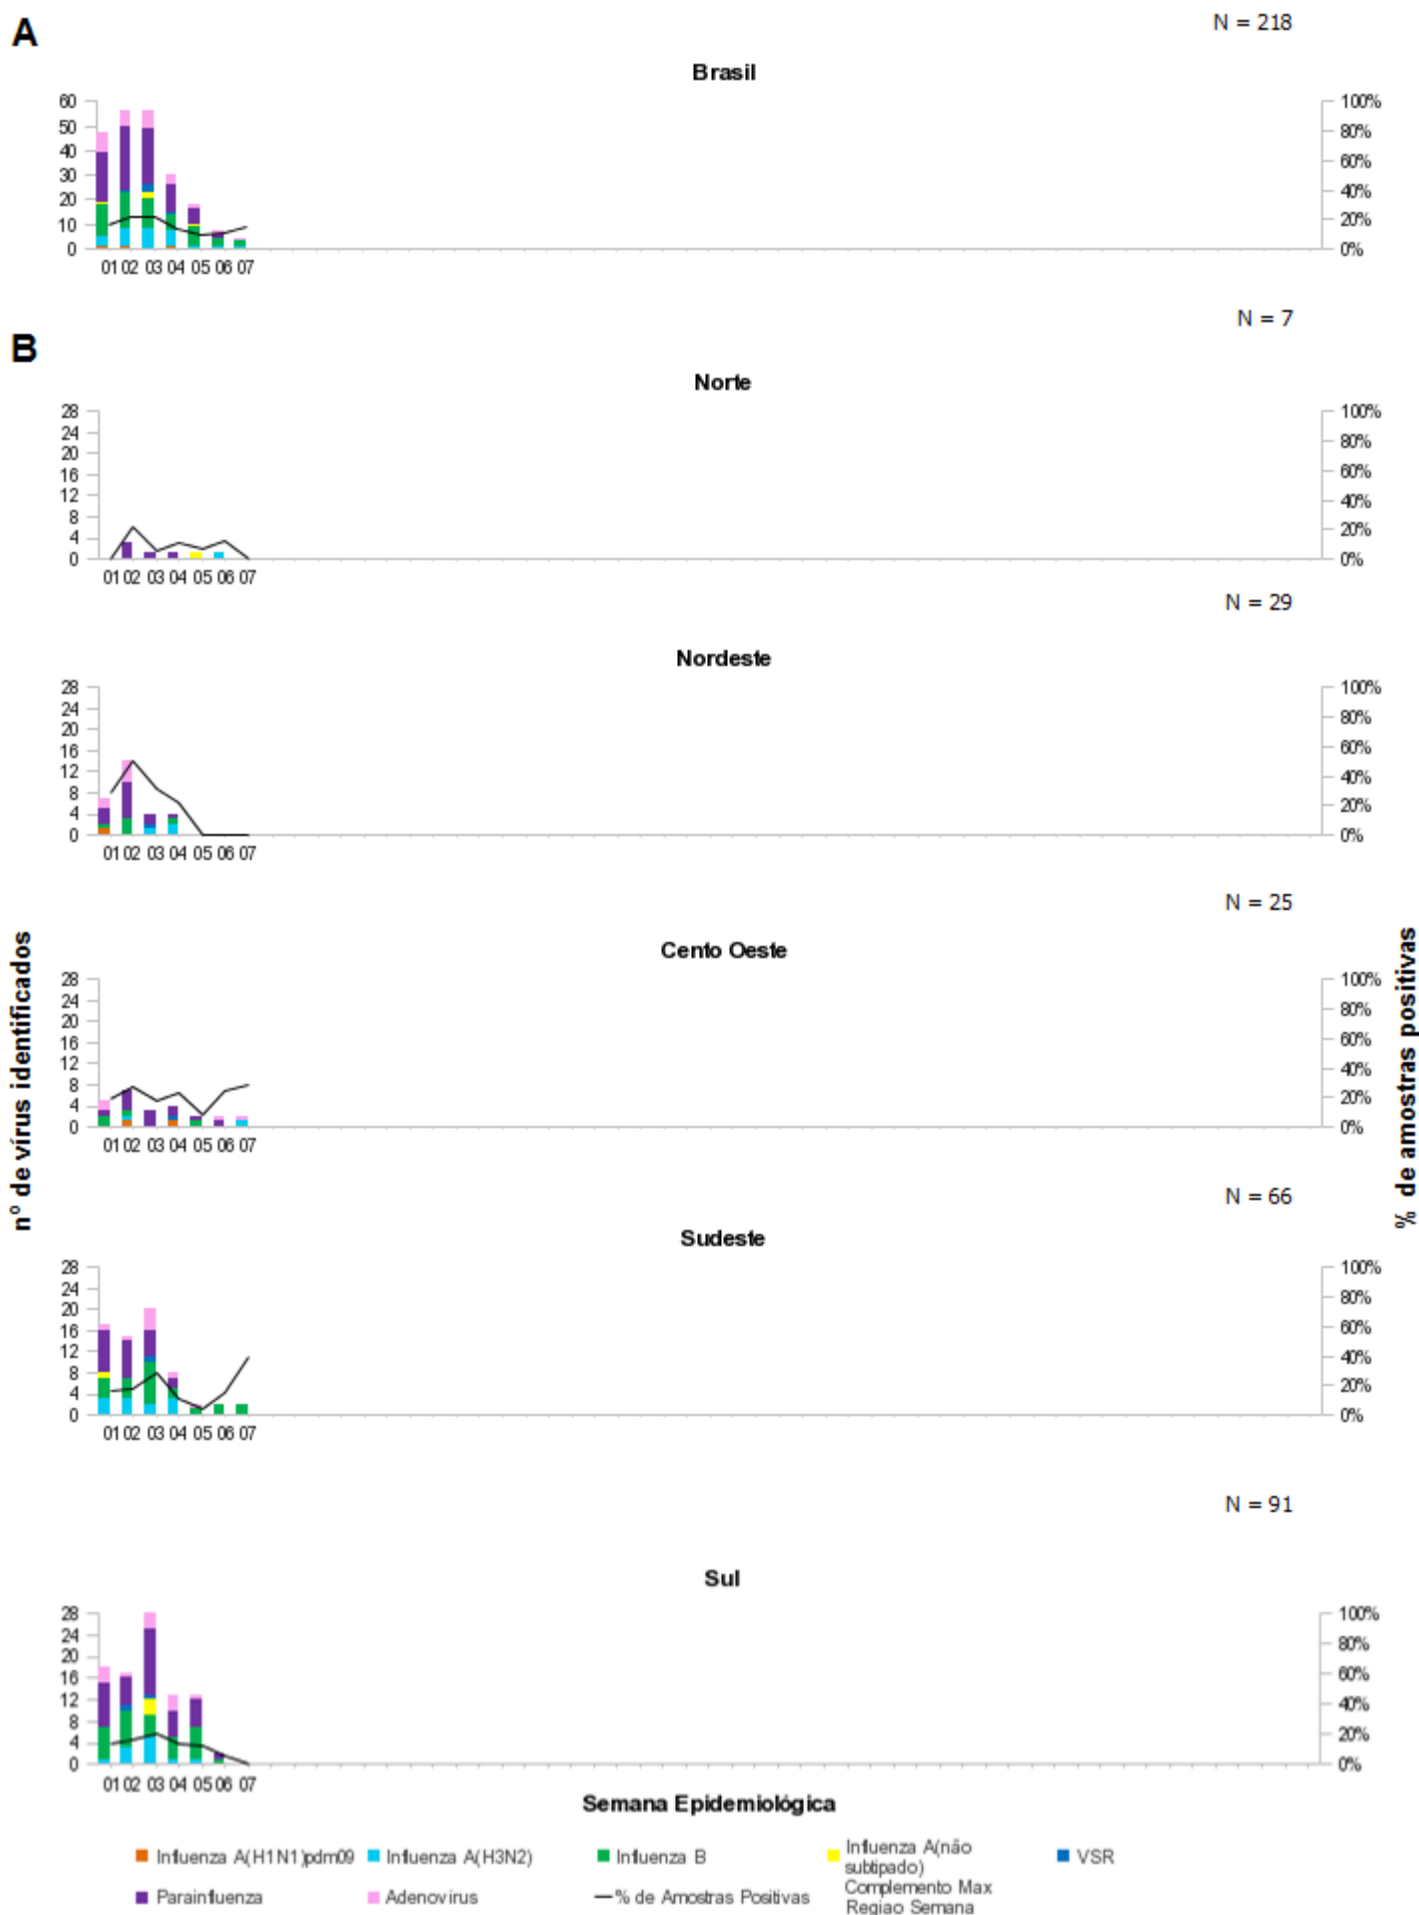 A
N = 218
Brasil
60
50
40
30
20
10
0
100%
80%
60%
40%
20%
0%
01 02 03 04 05 06 07
N = 7
B
Norte
28
24
20
16
12
8
4
0
100%
80%
60%
40%
20%
0%
01 02 03 04 05 06 07
N = 29
Nordeste
28
24
20
16
12
8
4
0
100%
80%
60%
40%
20%
0%
01 02 03 04 05 06 07
N = 25
Cento Oeste
28
24
20
16
12
8
4
0
100%
80%
60%
40%
20%
0%
01 02 03 04 05 06 07
nº de vírus identificados
% de amostras positivas
N = 66
Sudeste
28
24
20
16
12
8
4
0
100%
80%
60%
40%
20%
0%
01 02 03 04 05 06 07
N = 91
Sul
28
24
20
16
12
8
4
0
100%
80%
60%
40%
20%
0%
01 02 03 04 05 06 07
Semana Epidemiológica
Influenza A(H1N1)pdm09
Influenza A(H3N2)
Influenza B
Influenza A(não
subtipado)
VSR
Parainfluenza
Adenovirus
% de Amostras Positivas
Complemento Max
Regiao Semana